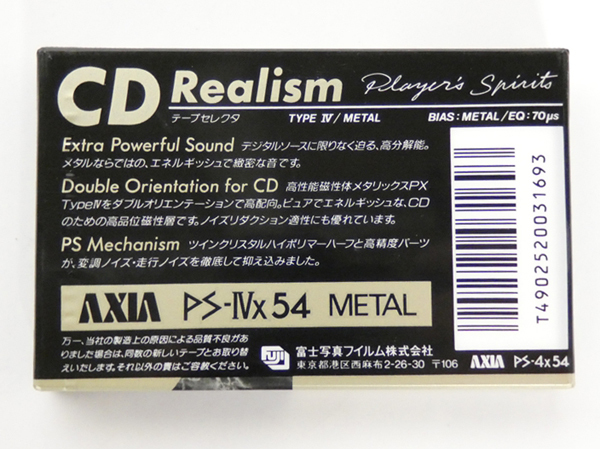 CD Realism Player's Spirits
テープセレクタ TYPE Ⅳ/METAL BIAS:METAL/EQ:70μs
Extra Powerful Sound デジタルソースに限りなく迫る、高分解能。
メタルならではの、エネルギッシュで緻密な音です。
Double Orientation for CD 高性能磁性体メタリックスPX
TypeⅣをダブルオリエンテーションで高配向。ピュアでエネルギッシュな、CD
のための高品位磁性層です。ノイズリダクション適性にも優れています。
PS Mechanism ツインクリスタルハイポリマーハーフと高精度パーツ
が、変調ノイズ・走行ノイズを徹底して抑え込みました。
T4902520031693
AXIA PS-Ⅳx54 METAL
万一、当社の製造上の原因による品質不良があ
りました場合は、同数の新しいテープとお取り替
えいたします。それ以外の責はご容赦ください。
FUJI 富士写真フイルム株式会社
東京都港区西麻布2-26-30 〒106
AXIA PS-4x54